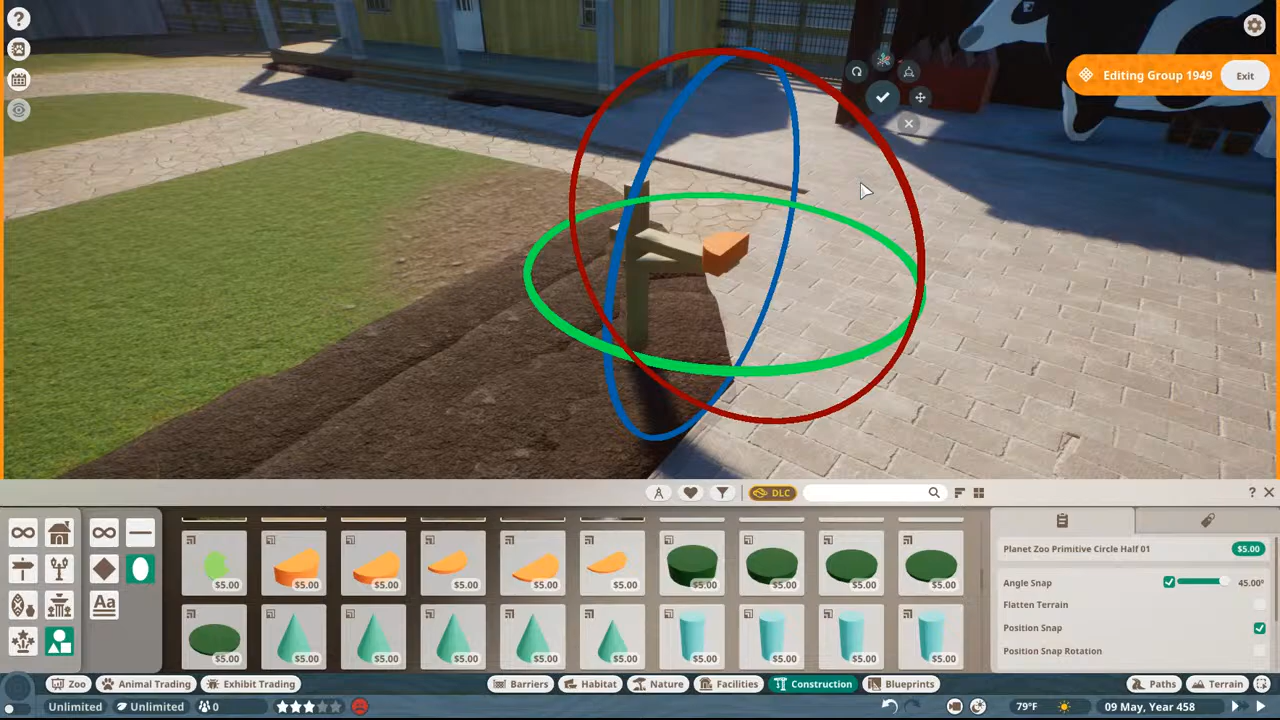 ?
Editing Group 1949
Exit
DLC
?
Planet Zoo Primitive Circle Half 01
$5.00
Angle Snap
45.00°
Flatten Terrain
Position Snap
Position Snap Rotation
Aa
$5.00 $5.00 $5.00 $5.00 $5.00 $5.00 $5.00 $5.00 $5.00 $5.00
$5.00 $5.00 $5.00 $5.00 $5.00 $5.00 $5.00 $5.00 $5.00 $5.00
Zoo Animal Trading Exhibit Trading Barriers Habitat Nature Facilities Construction Blueprints Paths Terrain
Unlimited Unlimited 0 79°F 09 May, Year 458